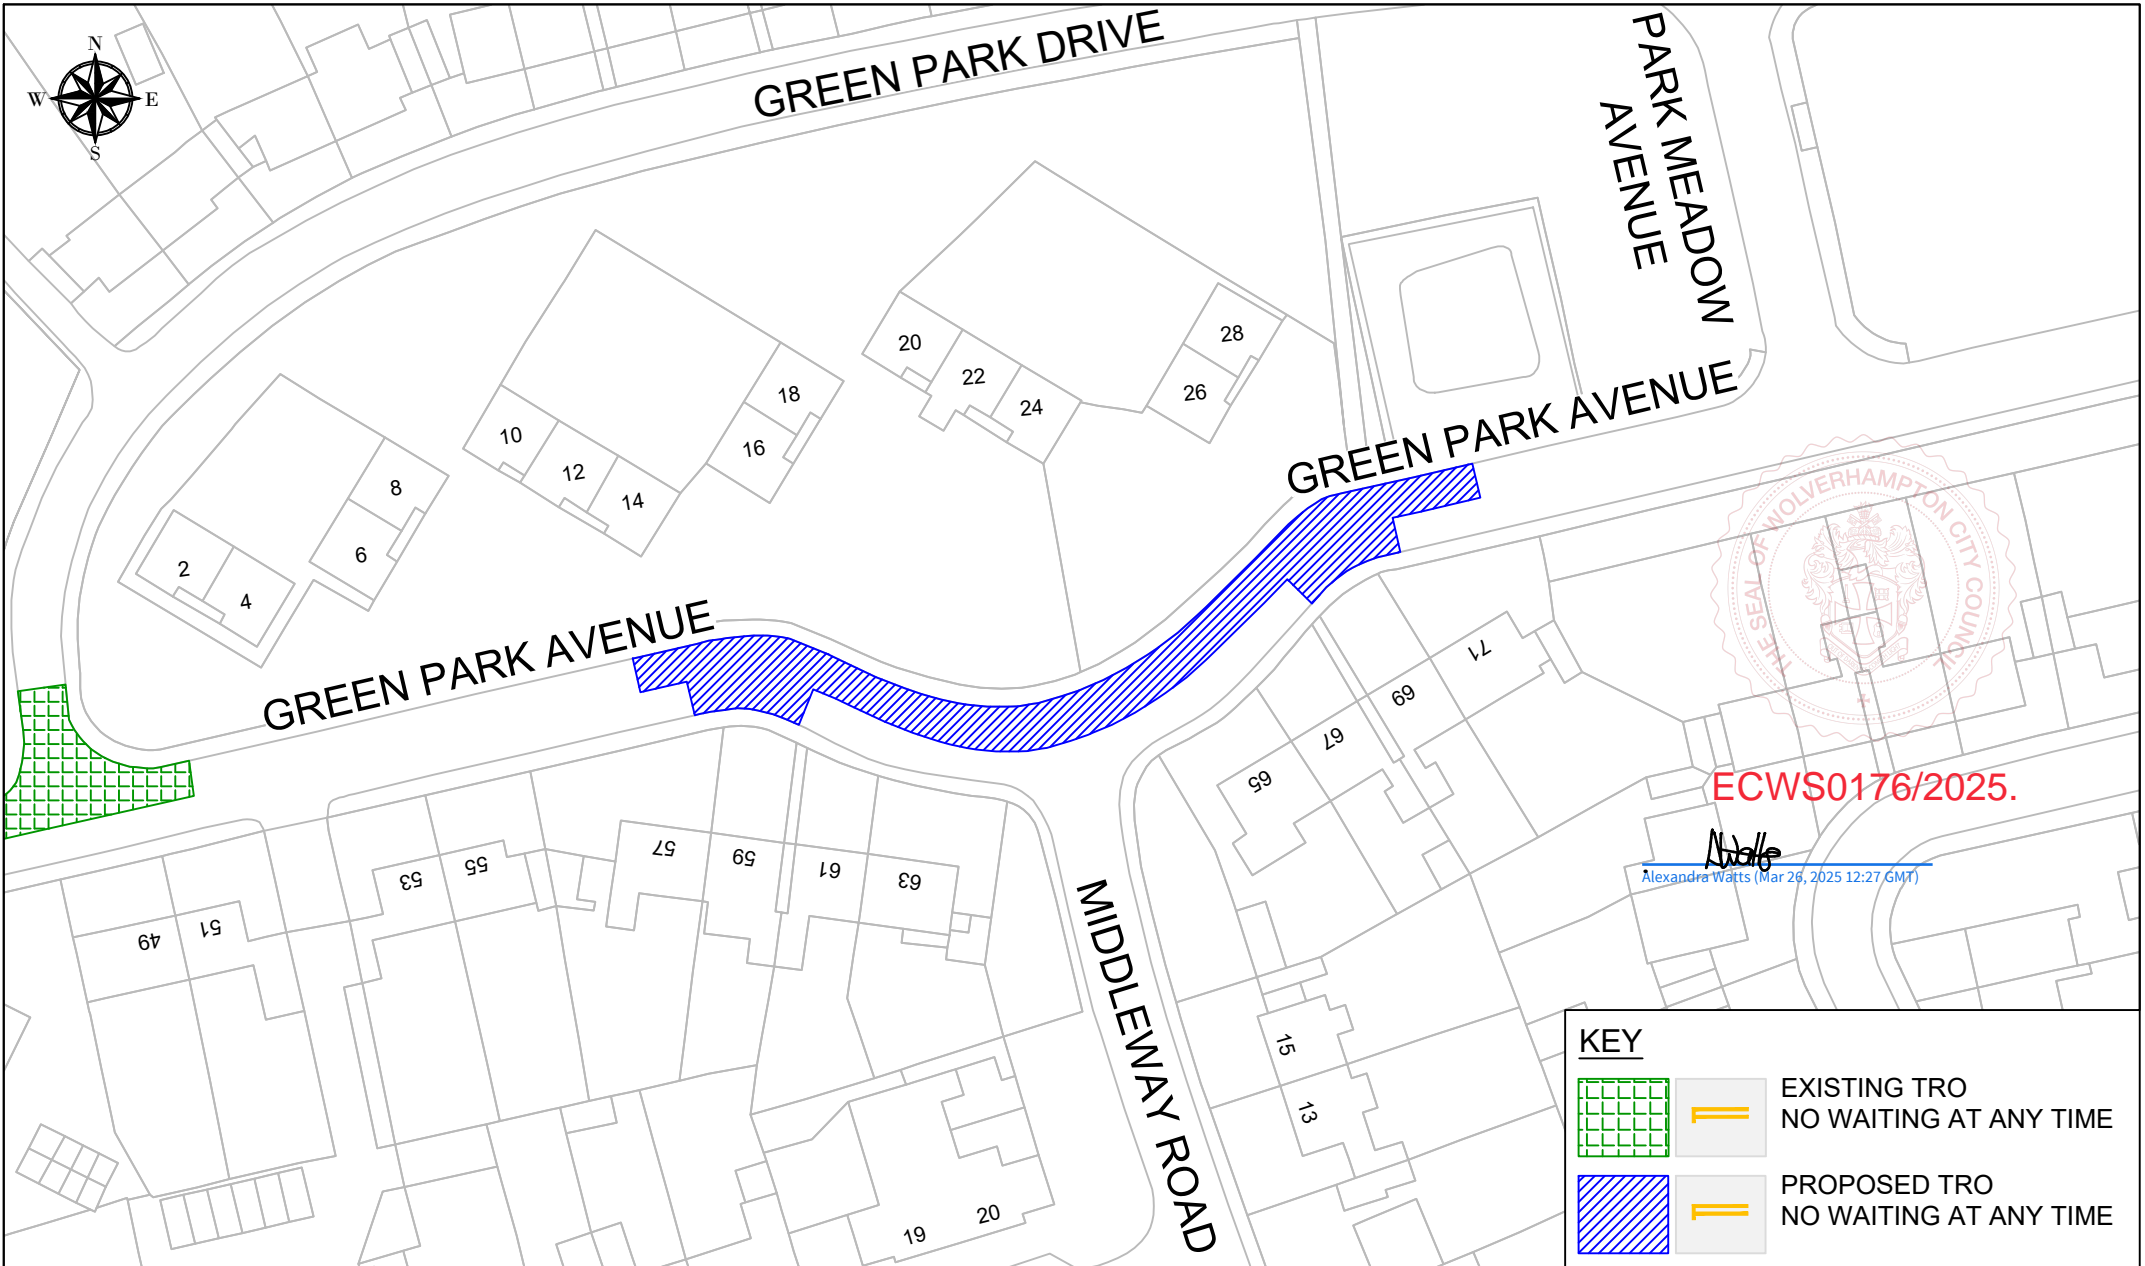 N
W E
S
GREEN PARK DRIVE
PARK MEADOW
AVENUE
28
20
22
26
24
18
10
16
12
14
8
6
2
4
GREEN PARK AVENUE
GREEN PARK AVENUE
THE SEAL OF WOLVERHAMPTON CITY COUNCIL
71
69
67
65
ECWS0176/2025.
Alexandra Watts (Mar 26, 2025 12:27 GMT)
57
59
61
63
53
55
49
51
MIDDLEWAY ROAD
15
13
19
20
KEY
EXISTING TRO
NO WAITING AT ANY TIME
PROPOSED TRO
NO WAITING AT ANY TIME